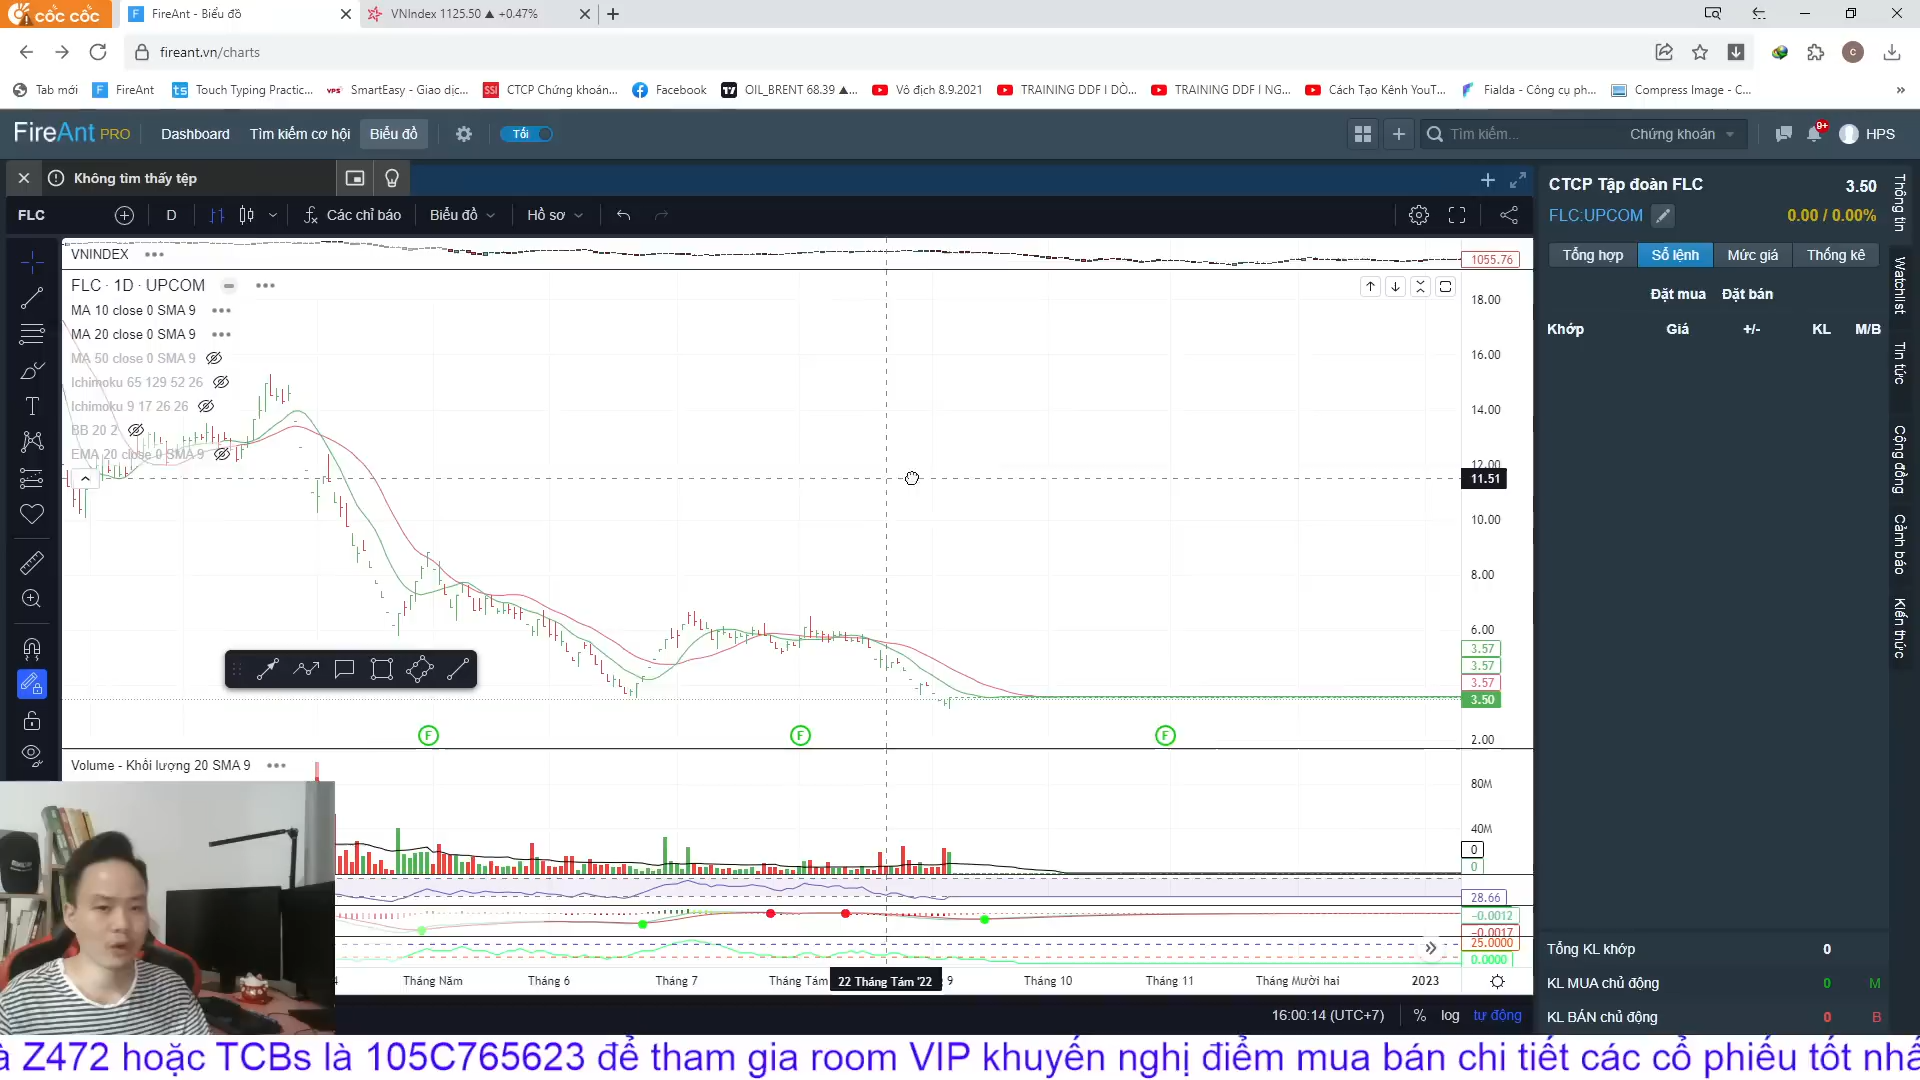 cốc cốc
FireAnt - Biểu đồ
VNIndex 1125.50 ▲ +0.47%
fireant.vn/charts
C
Tab mới
FireAnt
Touch Typing Practic...
SmartEasy - Giao dịc...
CTCP Chứng khoán...
Facebook
OIL_BRENT 68.39 ▲...
Vô địch 8.9.2021
TRAINING DDF I DÒ...
TRAINING DDF I NG...
Cách Tạo Kênh YouT...
Fialda - Công cụ ph...
Compress Image - C...
FireAnt PRO
Dashboard
Tìm kiếm cơ hội
Biểu đồ
Tối
Tìm kiếm...
Chứng khoán
9+
HPS
Không tìm thấy tệp
FLC
D
Các chỉ báo
Biểu đồ
Hồ sơ
VNINDEX
1055.76
FLC · 1D · UPCOM
MA 10 close 0 SMA 9
MA 20 close 0 SMA 9
MA 50 close 0 SMA 9
Ichimoku 65 129 52 26
Ichimoku 9 17 26 26
BB 20 2
EMA 20 close 0 SMA 9
18.00
16.00
14.00
12.00
11.51
10.00
8.00
6.00
3.57
3.57
3.57
3.50
2.00
F
F
F
Volume - Khối lượng 20 SMA 9
80M
40M
0
0
28.66
−0.0012
−0.0017
25.0000
0.0000
4
Tháng Năm
Tháng 6
Tháng 7
Tháng Tám
22 Tháng Tám '22
9
Tháng 10
Tháng 11
Tháng Mười hai
2023
16:00:14 (UTC+7)
%
log
tự động
CTCP Tập đoàn FLC
3.50
FLC:UPCOM
0.00 / 0.00%
Tổng hợp
Sổ lệnh
Mức giá
Thống kê
Đặt mua
Đặt bán
Khớp
Giá
+/-
KL
M/B
Tổng KL khớp
0
KL MUA chủ động
0
M
KL BÁN chủ động
0
B
Thông tin
Watchlist
Tin tức
Cộng đồng
Cảnh báo
Kiến thức
à Z472 hoặc TCBs là 105C765623 để tham gia room VIP khuyến nghị điểm mua bán chi tiết các cổ phiếu tốt nhấ